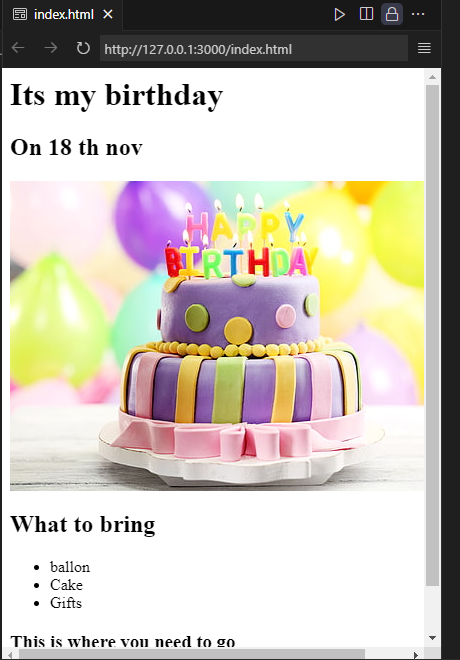 index.html
http://127.0.0.1:3000/index.html
Its my birthday
On 18 th nov
HAPPY
BIRTHDAY
What to bring
ballon
Cake
Gifts
This is where you need to go